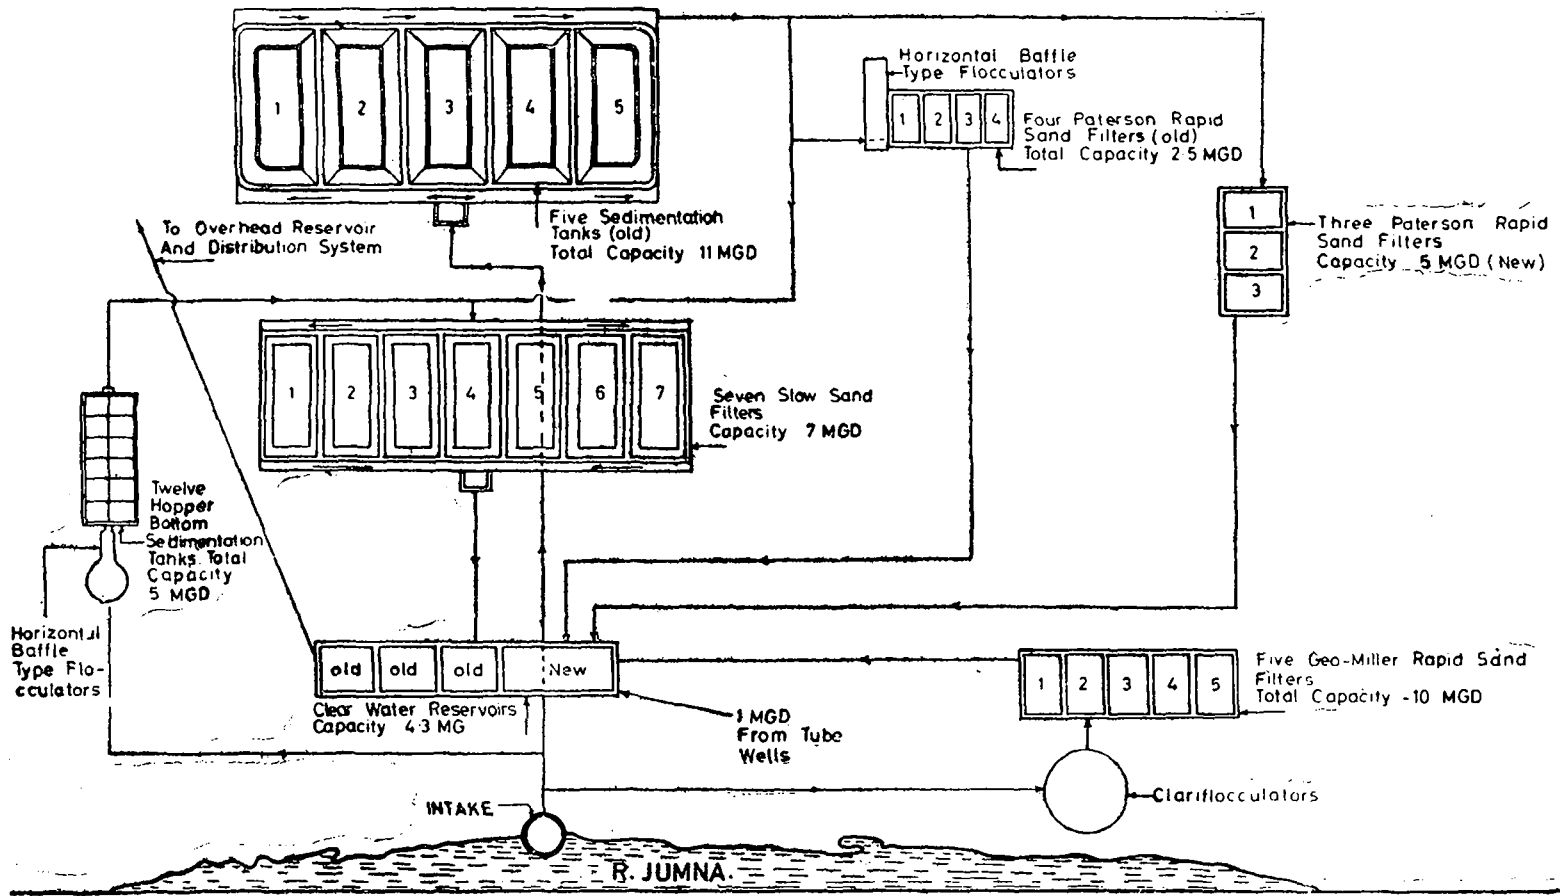 1
2
3
4
5
Horizontal Baffle
Type Flocculators
1
2
3
4
Four Paterson Rapid
Sand Filters (old)
Total Capacity 2.5 MGD
To Overhead Reservoir
And Distribution System
Five Sedimentation
Tanks (old)
Total Capacity 11 MGD
1
2
3
Three Paterson Rapid
Sand Filters
Capacity 5 MGD (New)
1
2
3
4
5
6
7
Seven Slow Sand
Filters
Capacity 7 MGD
Twelve
Hopper
Bottom
Sedimentation
Tanks. Total
Capacity
5 MGD
Horizontal
Baffle
Type Flo-
cculators
old
old
old
New
Clear Water Reservoirs
Capacity 4.3 MG
1 MGD
From Tube
Wells
1
2
3
4
5
Five Geo-Miller Rapid Sand
Filters
Total Capacity -10 MGD
Clariflocculators
INTAKE
R. JUMNA.